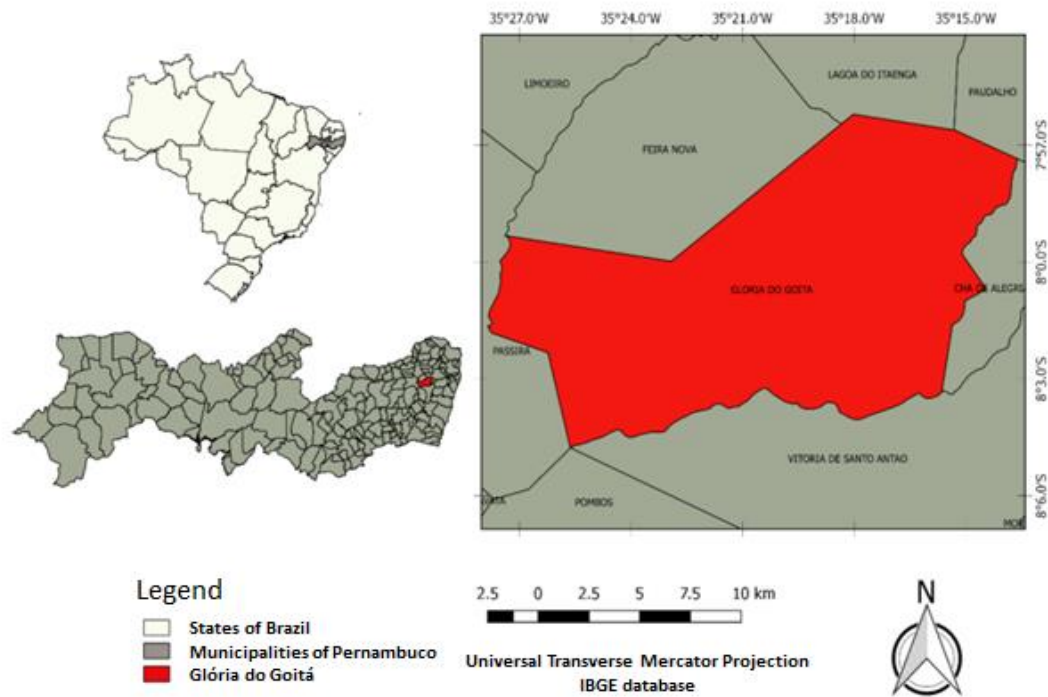 35°27.0'W 35°24.0'W 35°21.0'W 35°18.0'W 35°15.0'W
LIMOEIRO
LAGOA DO ITAENGA
PAUDALHO
FEIRA NOVA
7°57.0'S
8°0.0'S
GLORIA DO GOITA
CHA DE ALEGRIA
PASSIRA
8°3.0'S
VITORIA DE SANTO ANTAO
8°6.0'S
POMBOS
Legend
States of Brazil
Municipalities of Pernambuco
Glória do Goitá
2.5 0 2.5 5 7.5 10 km
Universal Transverse Mercator Projection
IBGE database
N